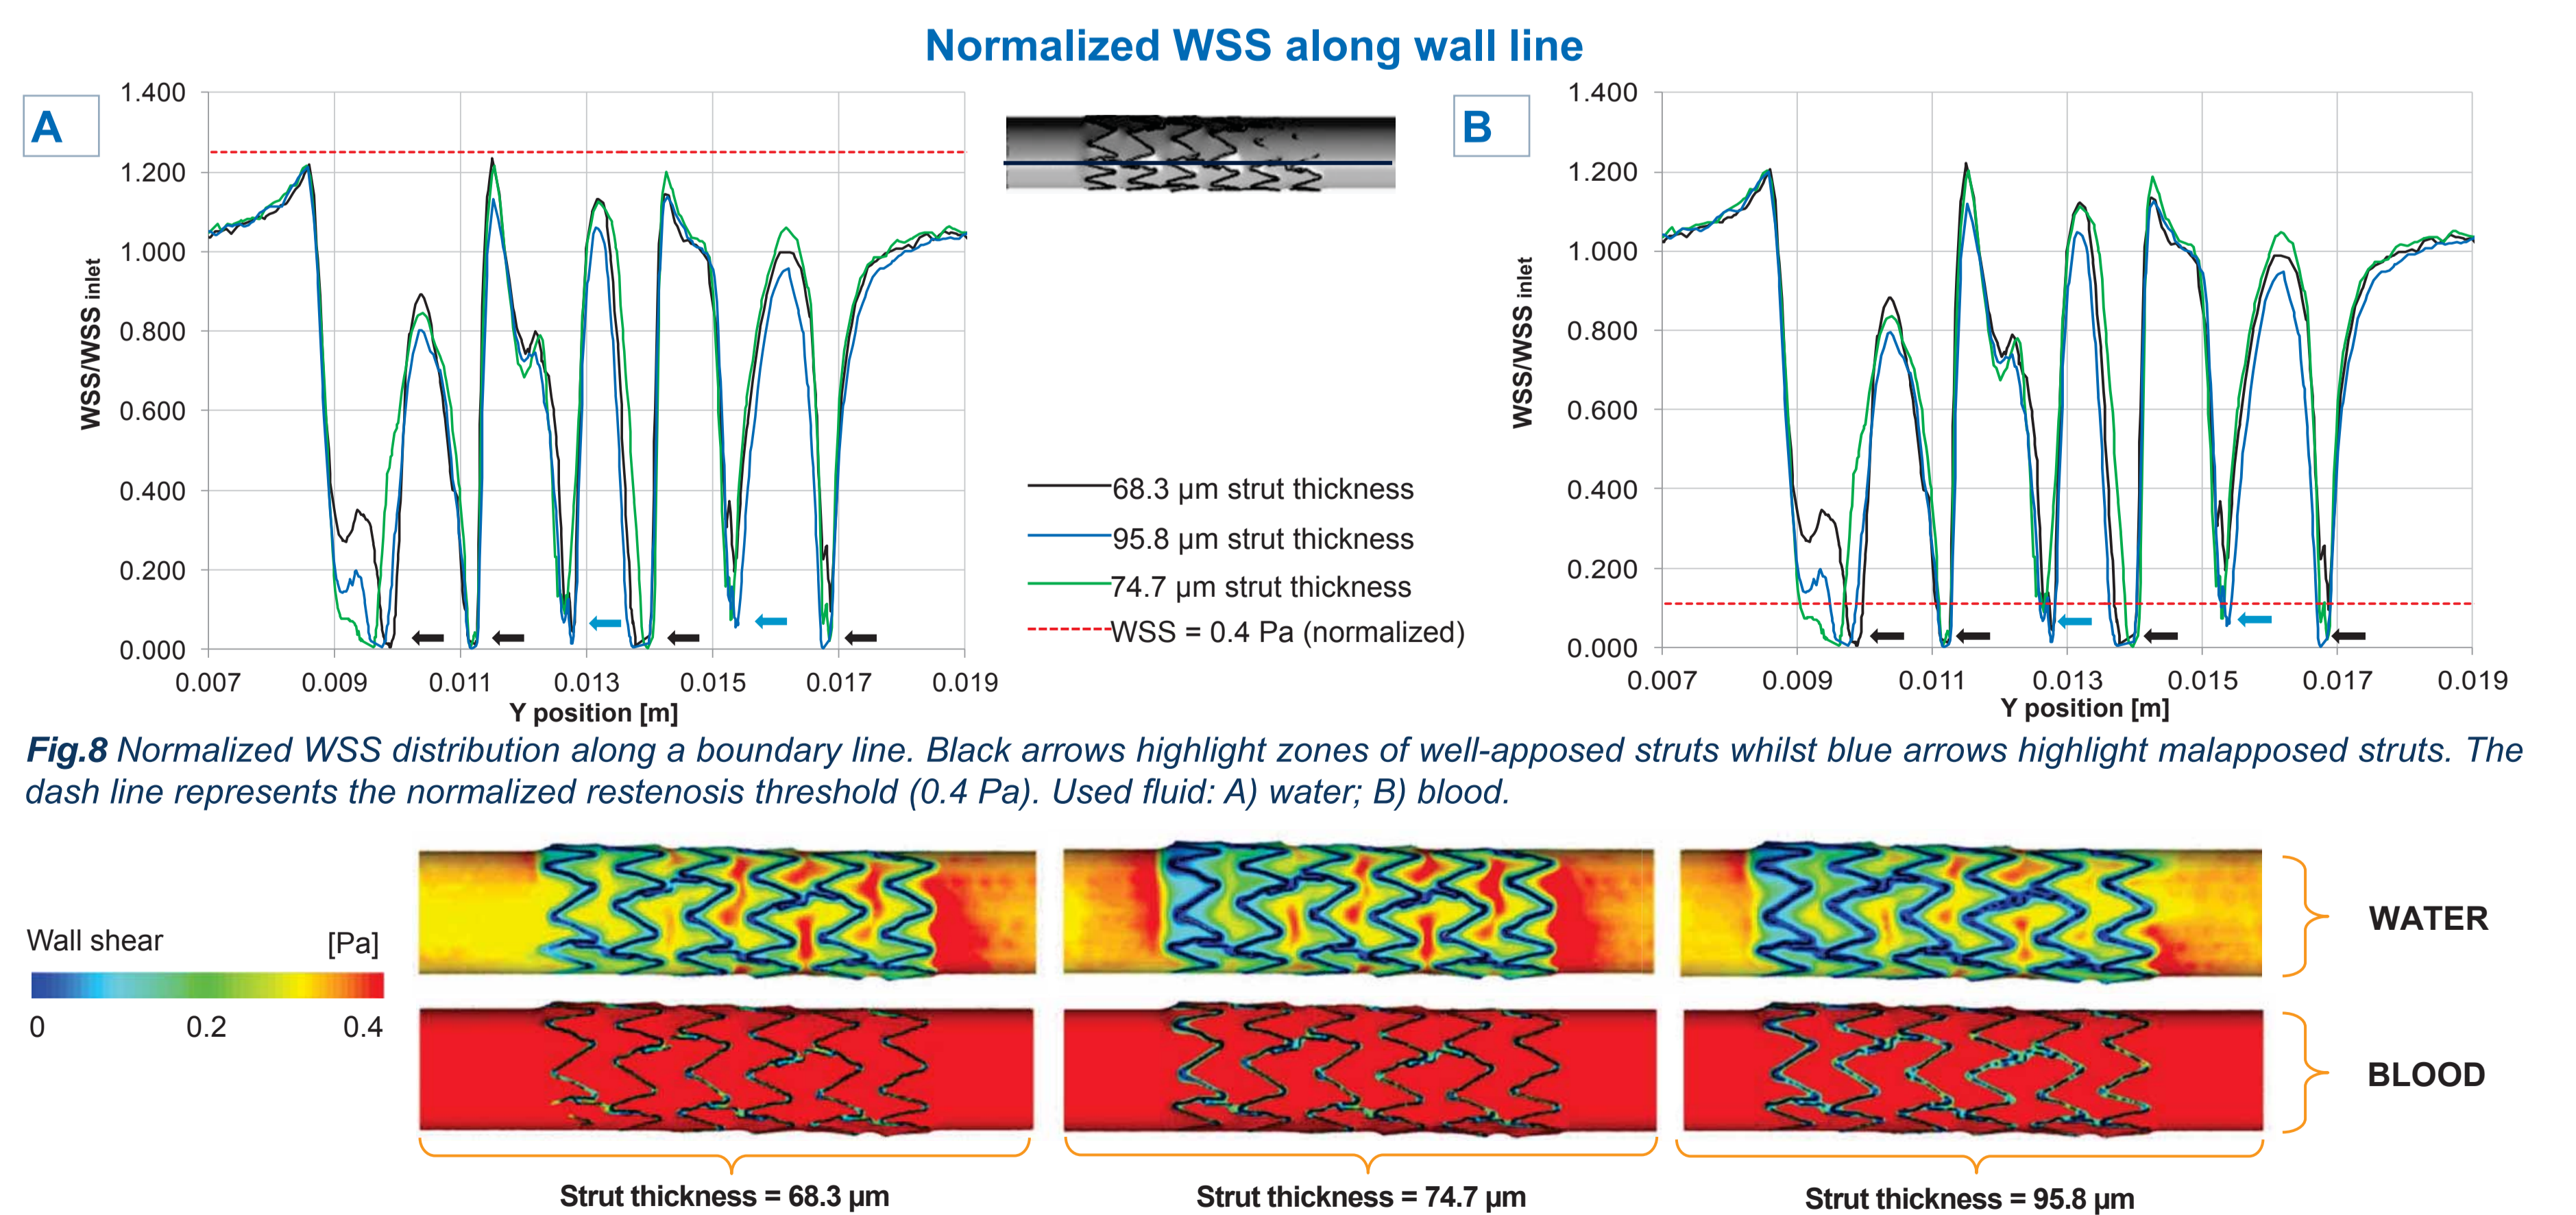 Normalized WSS along wall line
A
WSS/WSS inlet
1.400
1.200
1.000
0.800
0.600
0.400
0.200
0.000
0.007 0.009 0.011 0.013 0.015 0.017 0.019
Y position [m]
68.3 µm strut thickness
95.8 µm strut thickness
74.7 µm strut thickness
WSS = 0.4 Pa (normalized)
B
WSS/WSS inlet
1.400
1.200
1.000
0.800
0.600
0.400
0.200
0.000
0.007 0.009 0.011 0.013 0.015 0.017 0.019
Y position [m]
Fig.8 Normalized WSS distribution along a boundary line. Black arrows highlight zones of well-apposed struts whilst blue arrows highlight malapposed struts. The
dash line represents the normalized restenosis threshold (0.4 Pa). Used fluid: A) water; B) blood.
Wall shear [Pa]
0 0.2 0.4
WATER
BLOOD
Strut thickness = 68.3 µm
Strut thickness = 74.7 µm
Strut thickness = 95.8 µm